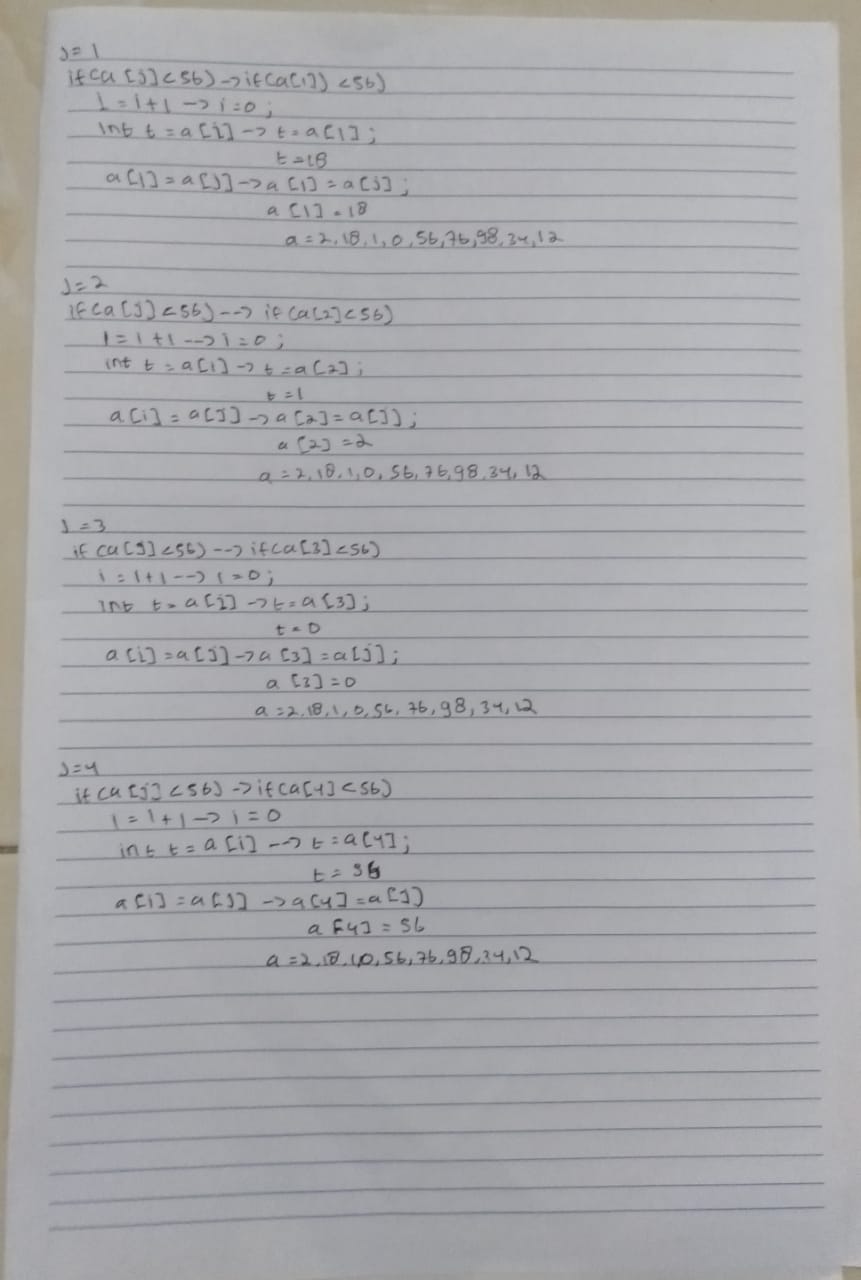 J=1
if(a[j]<56)->if(a[1])<56)
i=i+1->i=0;
int t=a[i]->t=a[1];
t=18
a[i]=a[j]->a[1]=a[j];
a[1]=18
a=2,18,1,0,56,76,98,34,12
J=2
if(a[j]<56)-->if(a[2]<56)
i=i+1-->i=0;
int t=a[i]->t=a[2];
t=1
a[i]=a[j]->a[2]=a[j];
a[2]=2
a=2,18,1,0,56,76,98,34,12
J=3
if(a[j]<56)-->if(a[3]<56)
i=i+1-->i=0;
int t=a[i]->t=a[3];
t=0
a[i]=a[j]->a[3]=a[j];
a[3]=0
a=2,18,1,0,56,76,98,34,12
J=4
if(a[j]<56)->if(a[4]<56)
i=i+1->i=0
int t=a[i]-->t=a[4];
t=56
a[i]=a[j]->a[4]=a[j]
a[4]=56
a=2,18,1,0,56,76,98,34,12